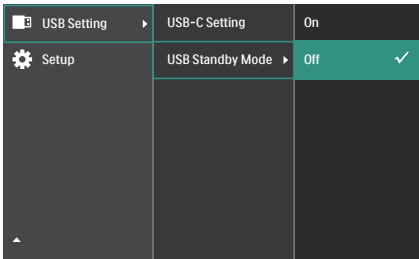 USB Setting
USB-C Setting
On
Setup
USB Standby Mode
Off